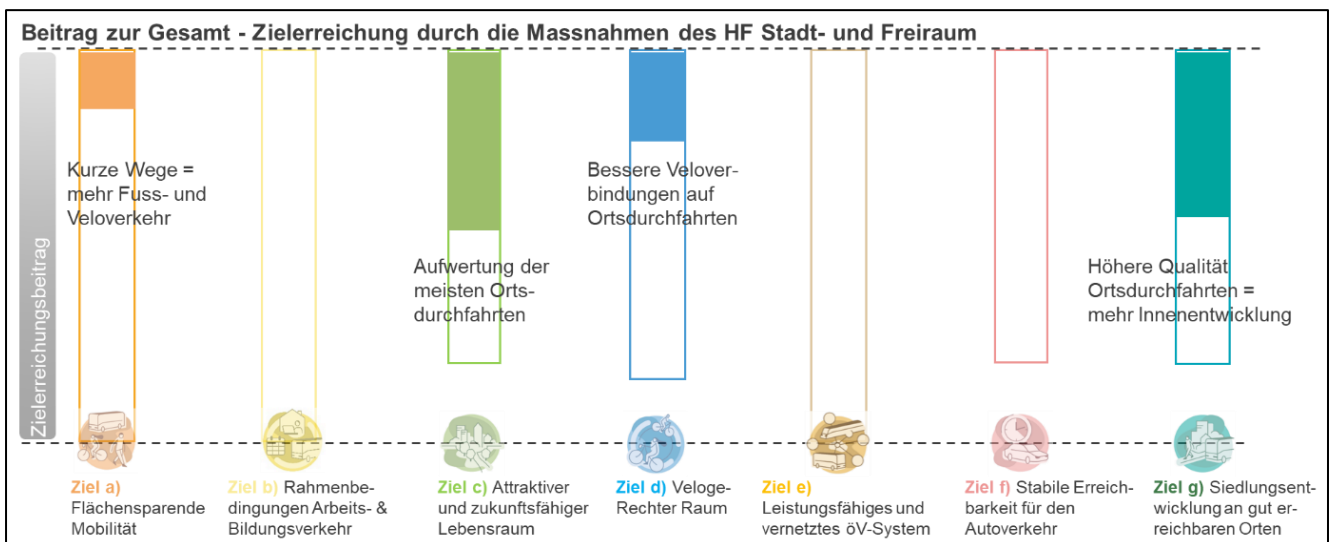 Beitrag zur Gesamt - Zielerreichung durch die Massnahmen des HF Stadt- und Freiraum
Zielerreichungsbeitrag
Kurze Wege =
mehr Fuss- und
Veloverkehr
Aufwertung der
meisten Orts-
durchfahrten
Bessere Velover-
bindungen auf
Ortsdurchfahrten
Höhere Qualität
Ortsdurchfahrten =
mehr Innenentwicklung
Ziel a)
Flächensparende
Mobilität
Ziel b) Rahmenbe-
dingungen Arbeits- &
Bildungsverkehr
Ziel c) Attraktiver
und zukunftsfähiger
Lebensraum
Ziel d) Veloge-
Rechter Raum
Ziel e)
Leistungsfähiges und
vernetztes öV-System
Ziel f) Stabile Erreich-
barkeit für den
Autoverkehr
Ziel g) Siedlungsent-
wicklung an gut er-
reichbaren Orten